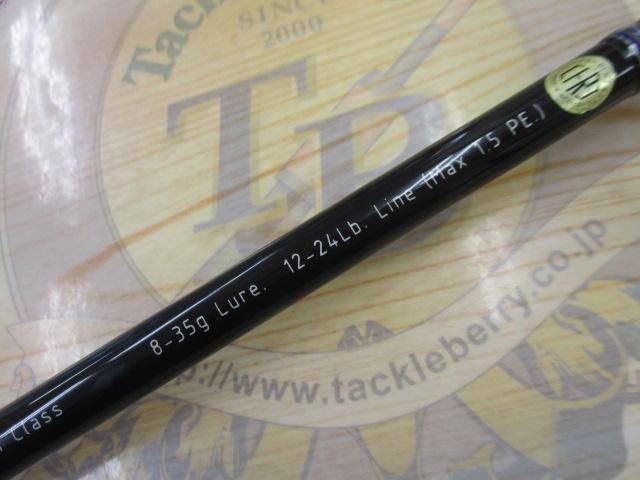 Tackle
SINCE
2000
TB
8-35g Lure. 12-24Lb. Line (Max 1.5 PE.)
Class
http://www.tackleberry.co.jp